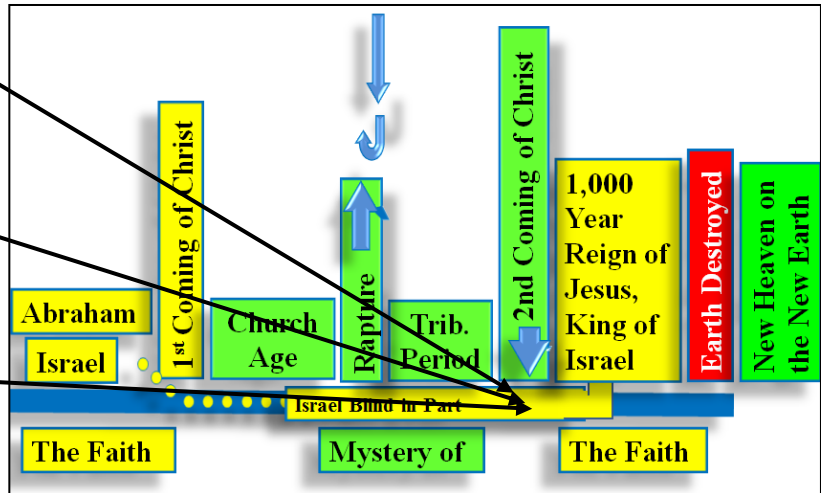 Abraham
Israel
1st Coming of Christ
Church
Age
Rapture
Trib.
Period
2nd Coming of Christ
1,000
Year
Reign of
Jesus,
King of
Israel
Earth Destroyed
New Heaven on
the New Earth
Israel Blind in Part
The Faith
Mystery of
The Faith